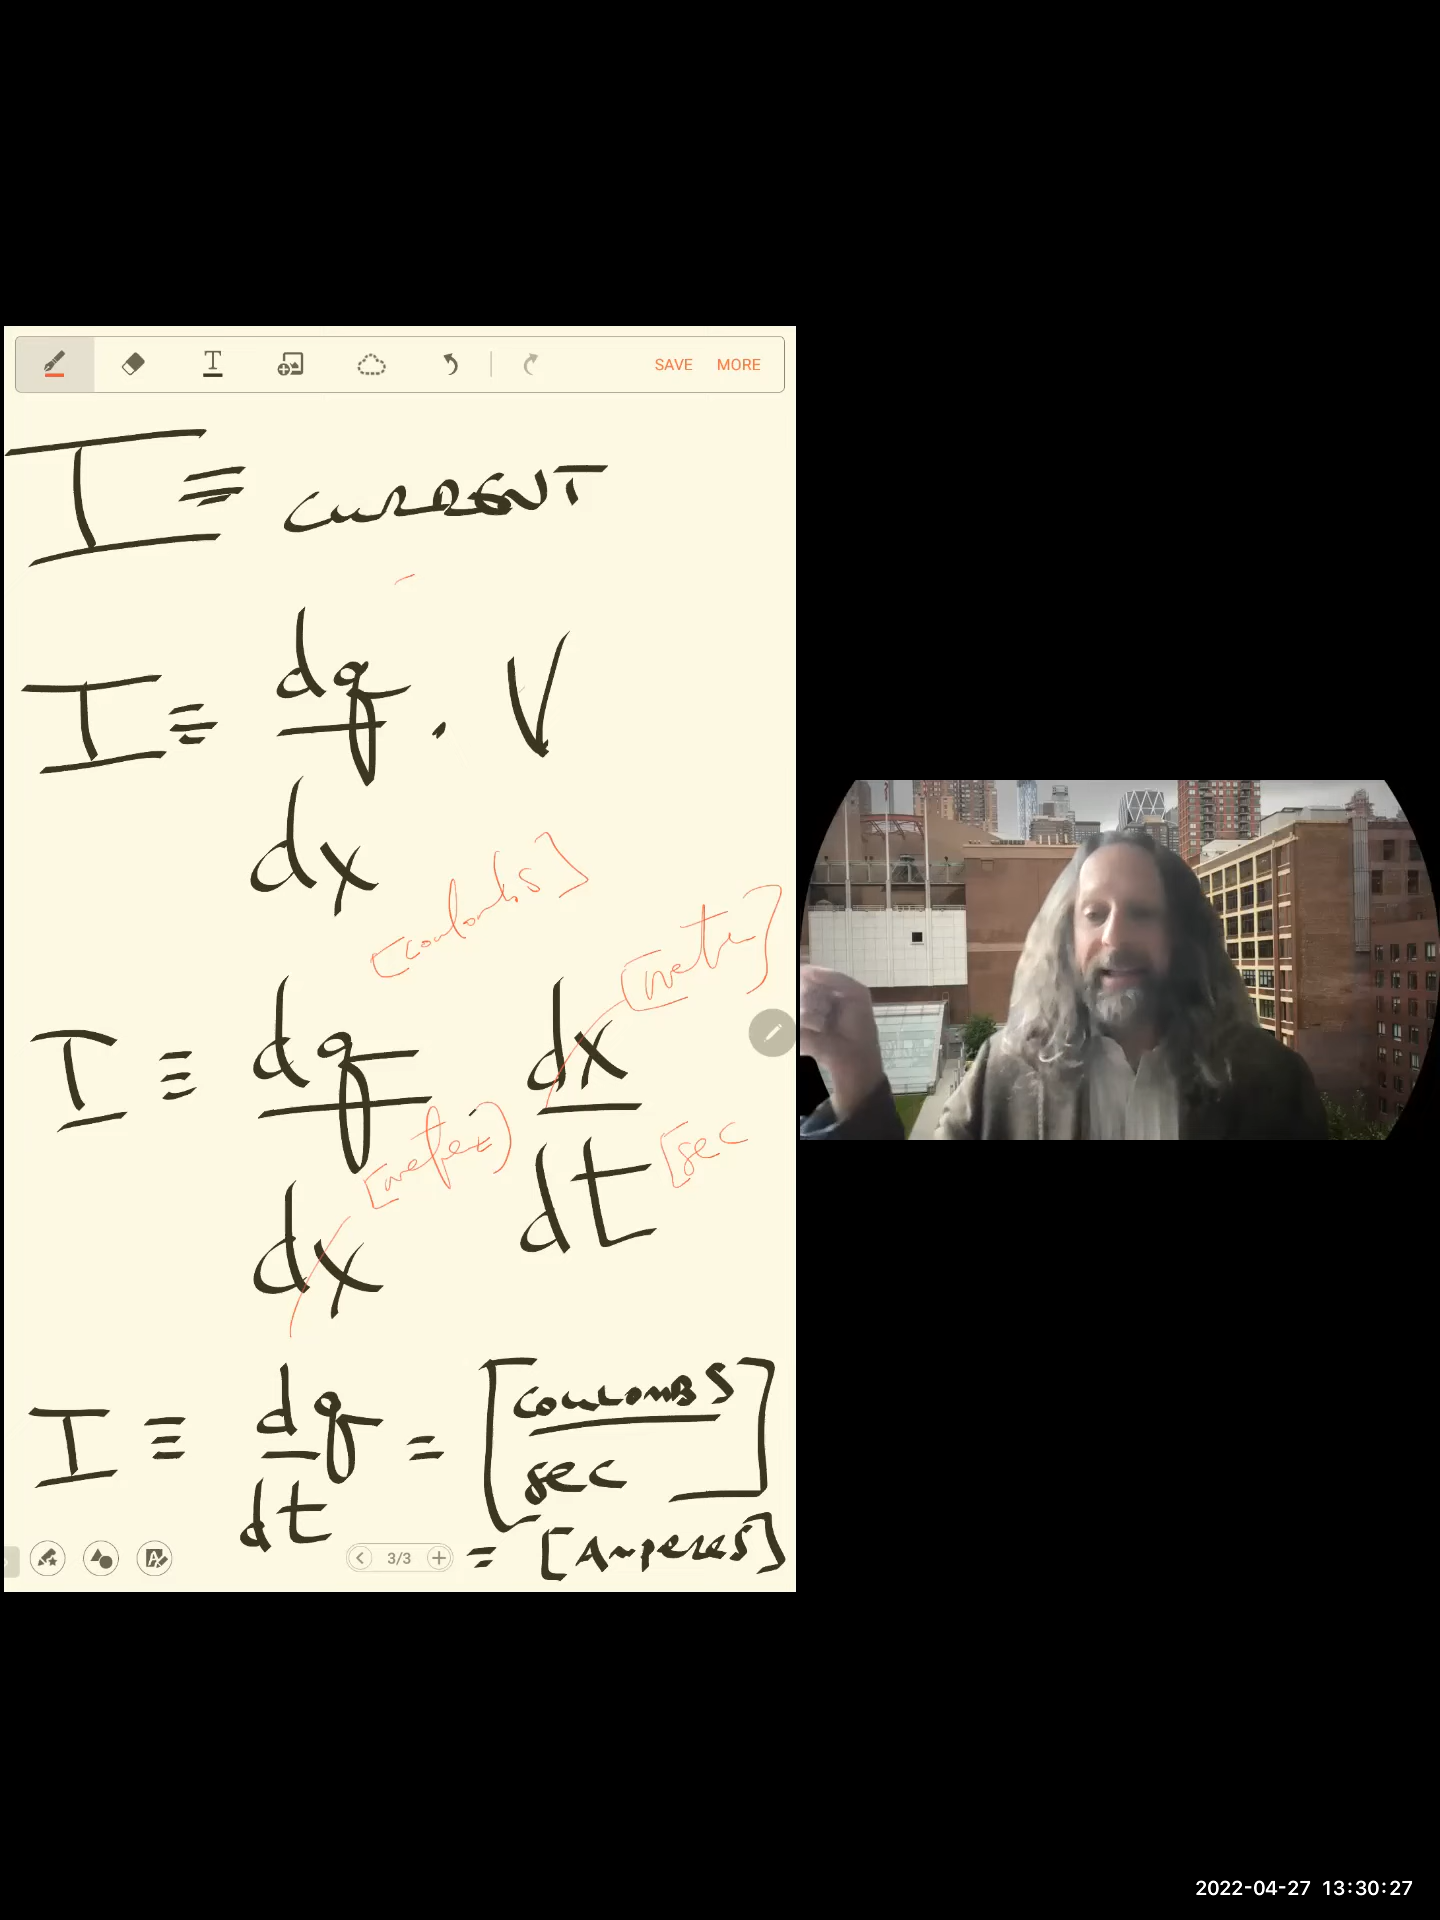 T
SAVE MORE
I ≡ CURRENT
I ≡ dq/dx · V
[coulombs]
[meter]
I ≡ dq/dx · dx/dt
[meter]
[sec
I ≡ dq/dt = [COULOMBS/sec]
= [Amperes]
A
3/3
2022-04-27 13:30:27